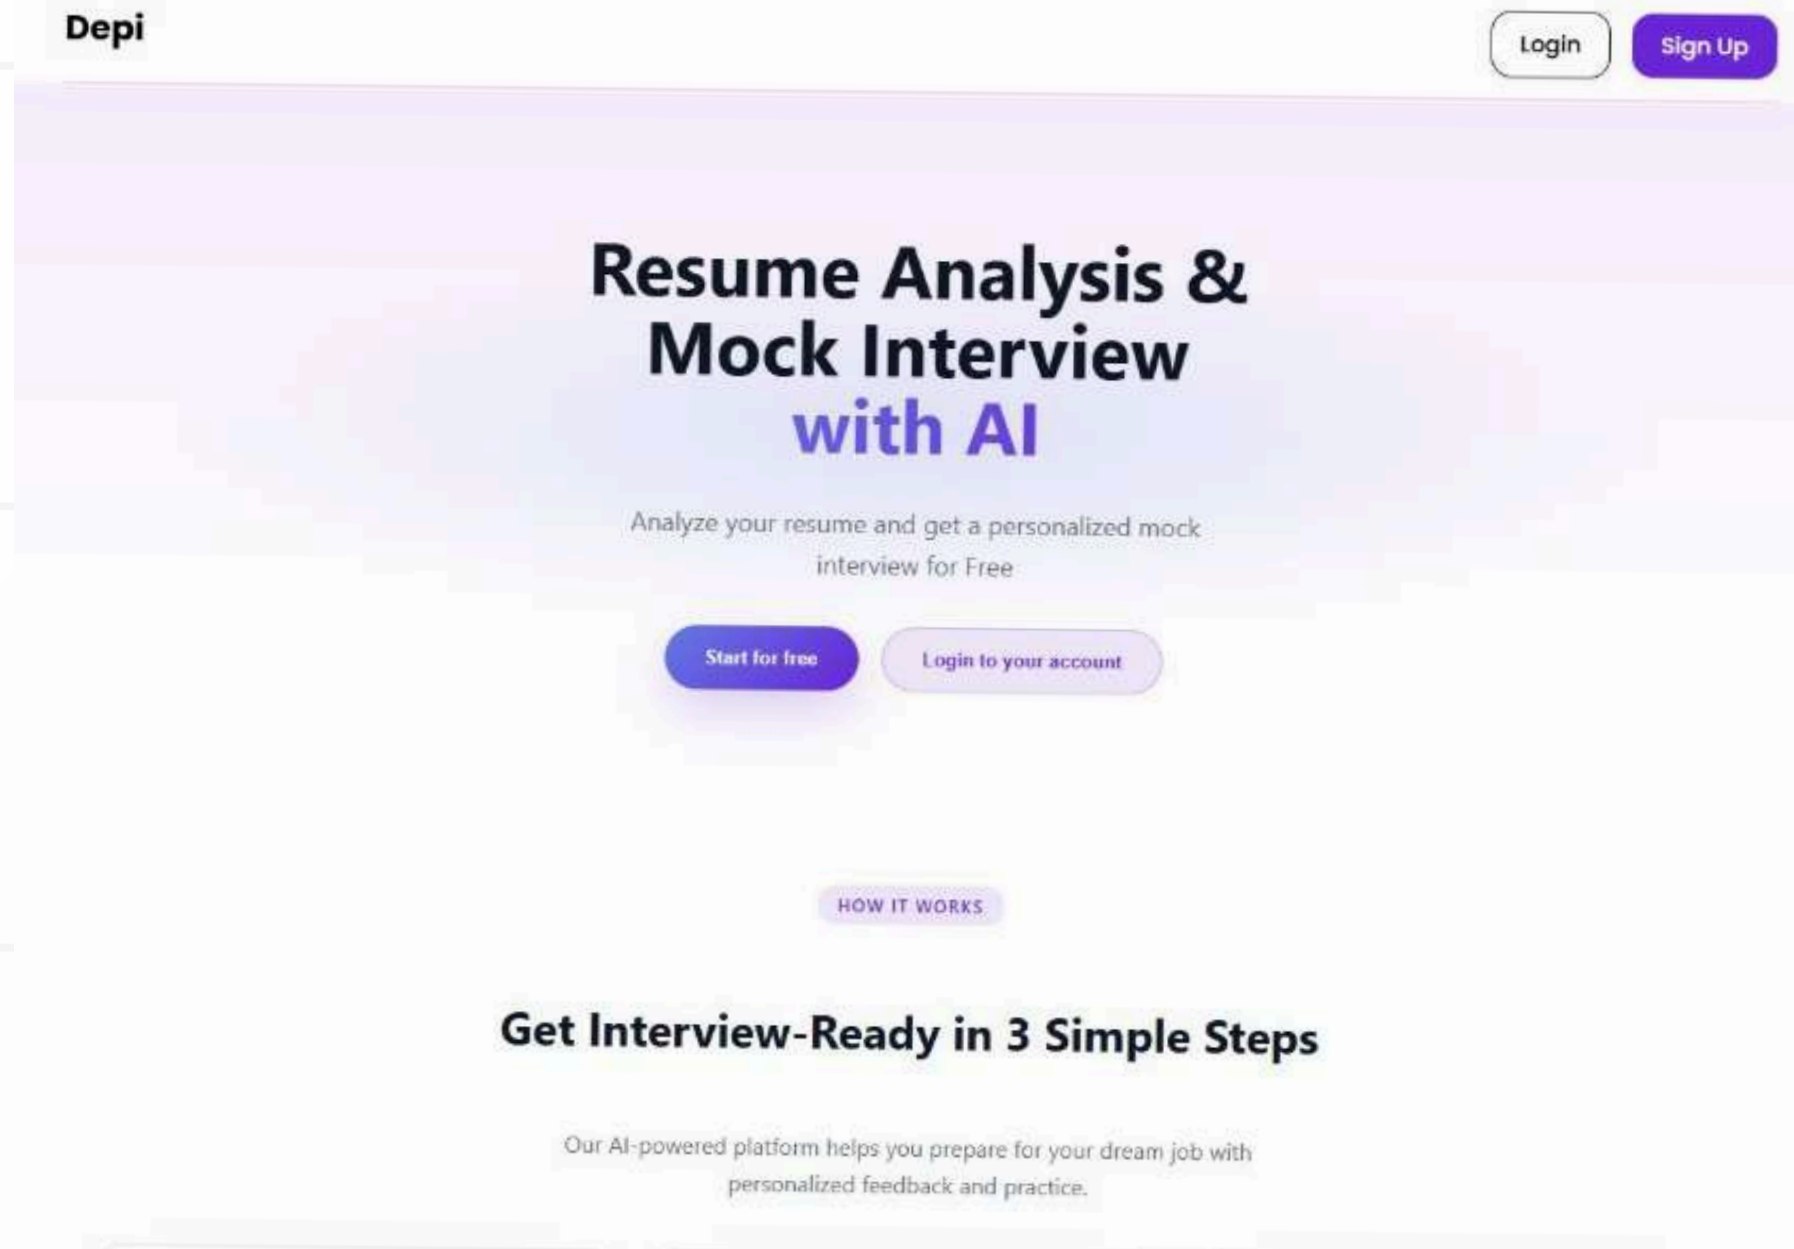 Depi
Login
Sign Up
Resume Analysis &
Mock Interview
with AI
Analyze your resume and get a personalized mock
interview for Free
Start for free
Login to your account
HOW IT WORKS
Get Interview-Ready in 3 Simple Steps
Our AI-powered platform helps you prepare for your dream job with
personalized feedback and practice.